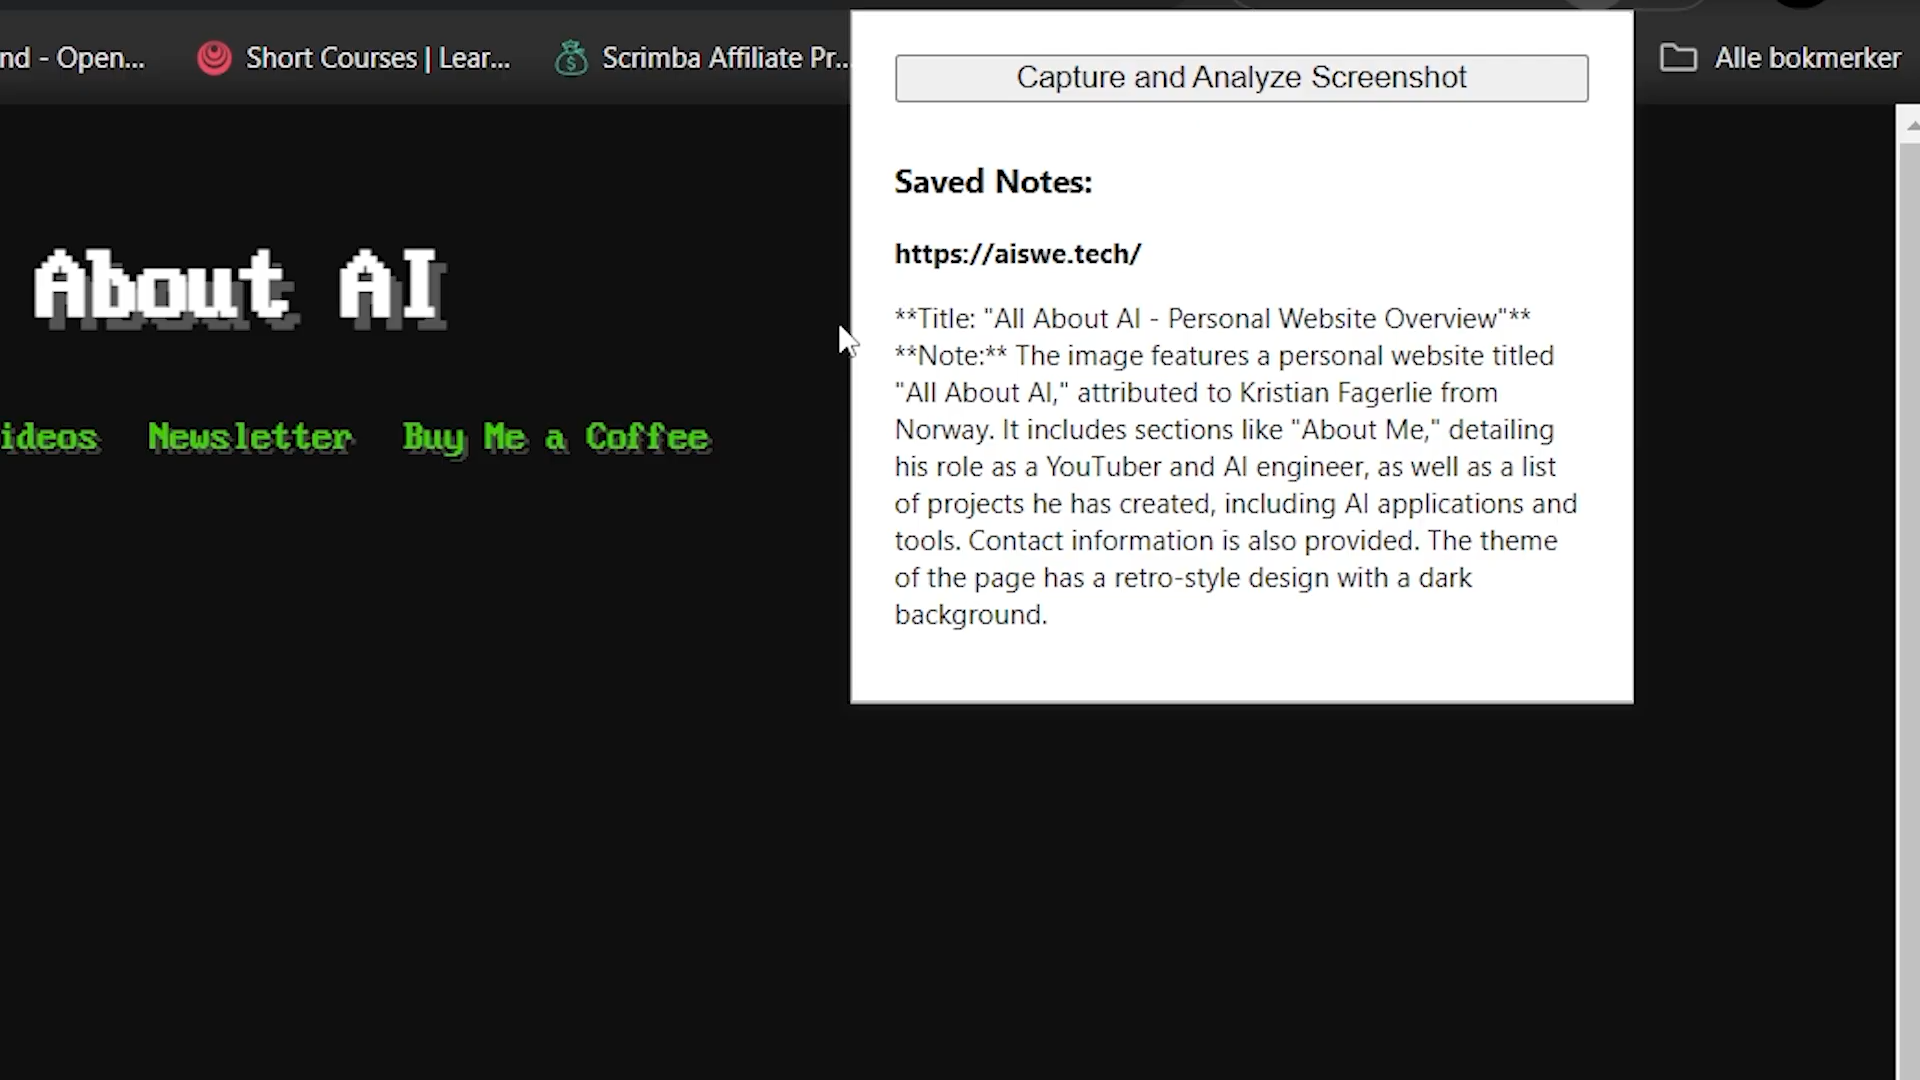 nd - Open...
Short Courses | Lear...
Scrimba Affiliate Pr...
Alle bokmerker
About AI
ideos
Newsletter
Buy Me a Coffee
Capture and Analyze Screenshot
Saved Notes:
https://aiswe.tech/
**Title: "All About AI - Personal Website Overview"**
**Note:** The image features a personal website titled
"All About AI," attributed to Kristian Fagerlie from
Norway. It includes sections like "About Me," detailing
his role as a YouTuber and AI engineer, as well as a list
of projects he has created, including AI applications and
tools. Contact information is also provided. The theme
of the page has a retro-style design with a dark
background.